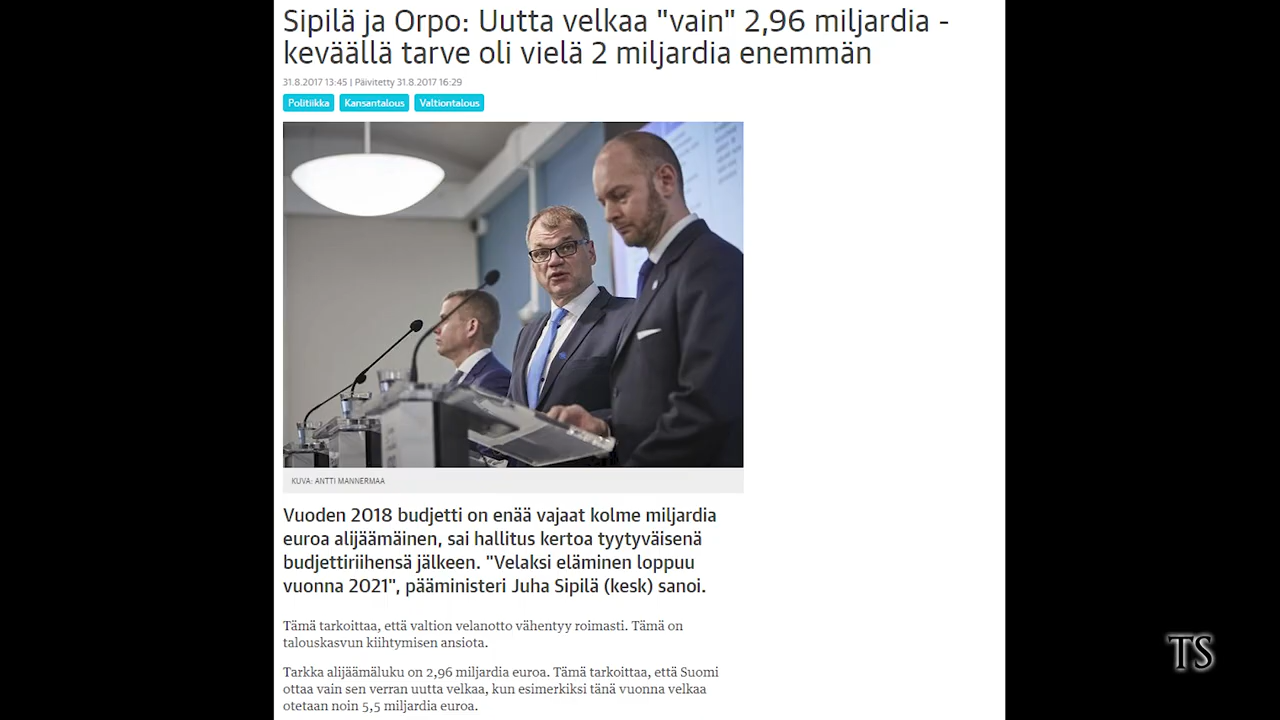 Sipilä ja Orpo: Uutta velkaa "vain" 2,96 miljardia -
keväällä tarve oli vielä 2 miljardia enemmän
31.8.2017 13:45 | Päivitetty 31.8.2017 16:29
Politiikka Kansantalous Valtiontalous
KUVA: ANTTI MANNERMAA
Vuoden 2018 budjetti on enää vajaat kolme miljardia
euroa alijäämäinen, sai hallitus kertoa tyytyväisenä
budjettiriihensä jälkeen. "Velaksi eläminen loppuu
vuonna 2021", pääministeri Juha Sipilä (kesk) sanoi.
Tämä tarkoittaa, että valtion velanotto vähentyy roimasti. Tämä on
talouskasvun kiihtymisen ansiota.
Tarkka alijäämäluku on 2,96 miljardia euroa. Tämä tarkoittaa, että Suomi
ottaa vain sen verran uutta velkaa, kun esimerkiksi tänä vuonna velkaa
otetaan noin 5,5 miljardia euroa.
TS